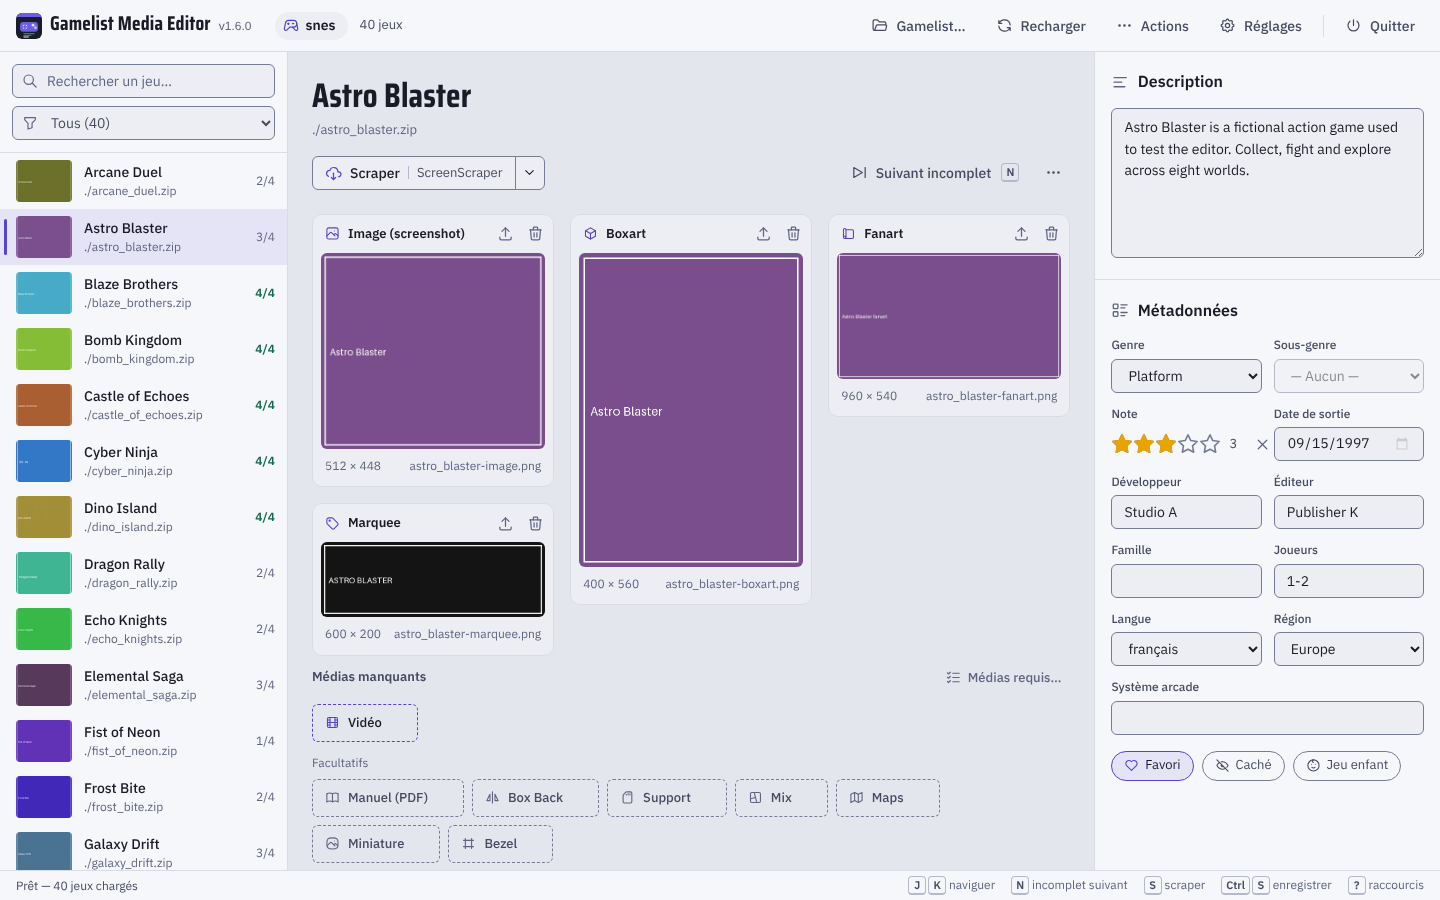 Gamelist Media Editor v1.6.0
snes
40 jeux
Gamelist...
Recharger
Actions
Réglages
Quitter
Rechercher un jeu...
Tous (40)
Arcane Duel
./arcane_duel.zip
2/4
Astro Blaster
./astro_blaster.zip
3/4
Blaze Brothers
./blaze_brothers.zip
4/4
Bomb Kingdom
./bomb_kingdom.zip
4/4
Castle of Echoes
./castle_of_echoes.zip
4/4
Cyber Ninja
./cyber_ninja.zip
4/4
Dino Island
./dino_island.zip
4/4
Dragon Rally
./dragon_rally.zip
2/4
Echo Knights
./echo_knights.zip
2/4
Elemental Saga
./elemental_saga.zip
3/4
Fist of Neon
./fist_of_neon.zip
1/4
Frost Bite
./frost_bite.zip
2/4
Galaxy Drift
./galaxy_drift.zip
3/4
Astro Blaster
./astro_blaster.zip
Scraper | ScreenScraper
Suivant incomplet N
Image (screenshot)
Astro Blaster
512 × 448 astro_blaster-image.png
Marquee
ASTRO BLASTER
600 × 200 astro_blaster-marquee.png
Boxart
Astro Blaster
400 × 560 astro_blaster-boxart.png
Fanart
Astro Blaster fanart
960 × 540 astro_blaster-fanart.png
Médias manquants
Médias requis...
Vidéo
Facultatifs
Manuel (PDF)
Box Back
Support
Mix
Maps
Miniature
Bezel
Description
Astro Blaster is a fictional action game used
to test the editor. Collect, fight and explore
across eight worlds.
Métadonnées
Genre
Platform
Sous-genre
— Aucun —
Note
3
Date de sortie
09/15/1997
Développeur
Studio A
Éditeur
Publisher K
Famille
Joueurs
1-2
Langue
français
Région
Europe
Système arcade
Favori
Caché
Jeu enfant
Prêt — 40 jeux chargés
J K naviguer
N incomplet suivant
S scraper
Ctrl S enregistrer
? raccourcis